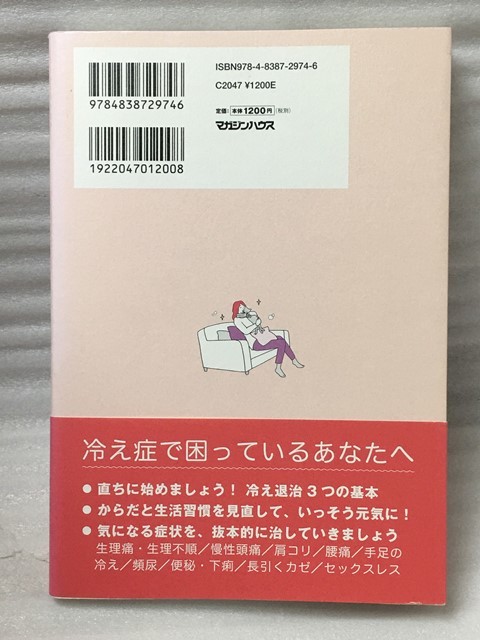 ISBN978-4-8387-2974-6
C2047 ¥1200E
9784838729746
定価：本体1200円（税別）
マガジンハウス
1922047012008
冷え症で困っているあなたへ
● 直ちに始めましょう！ 冷え退治３つの基本
● からだと生活習慣を見直して、いっそう元気に！
● 気になる症状を、抜本的に治していきましょう
生理痛・生理不順／慢性頭痛／肩コリ／腰痛／手足の
冷え／頻尿／便秘・下痢／長引くカゼ／セックスレス